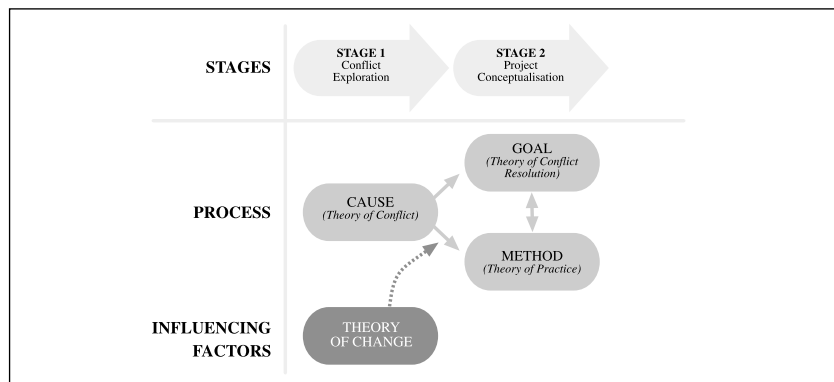 STAGES
STAGE 1
Conflict
Exploration
STAGE 2
Project
Conceptualisation
PROCESS
CAUSE
(Theory of Conflict)
GOAL
(Theory of Conflict
Resolution)
METHOD
(Theory of Practice)
INFLUENCING
FACTORS
THEORY
OF CHANGE